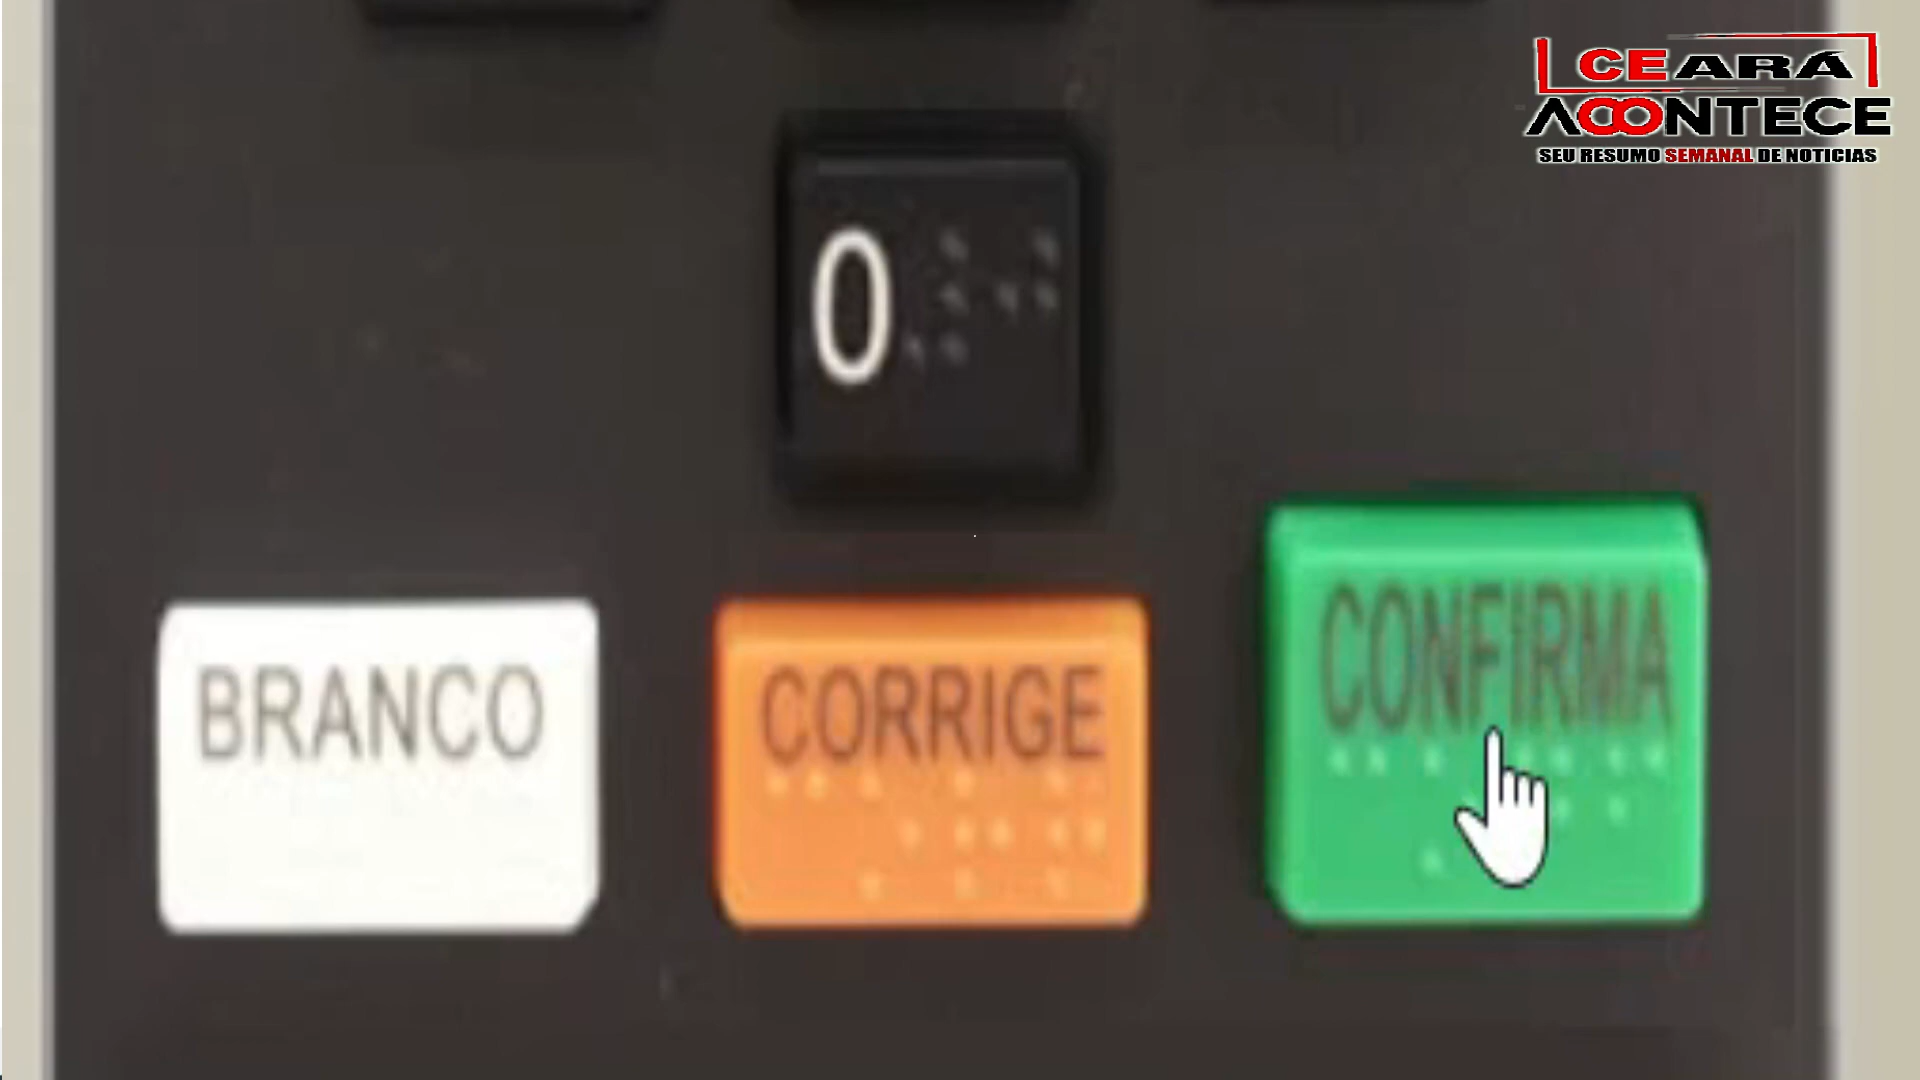 CEARÁ
ACONTECE
SEU RESUMO SEMANAL DE NOTICIAS
0
BRANCO
CORRIGE
CONFIRMA